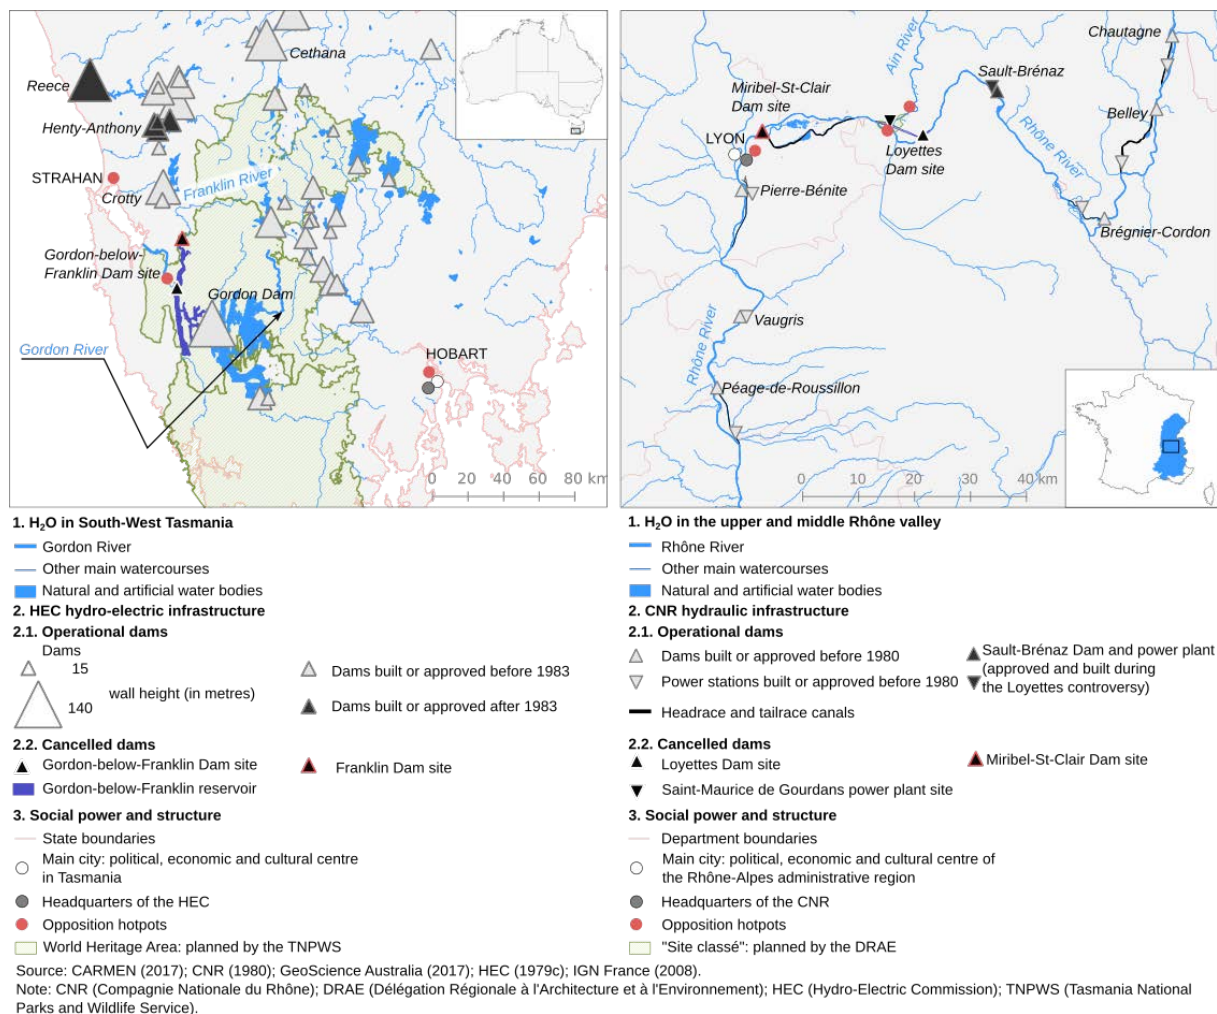 Cethana
Reece
Henty-Anthony
STRAHAN
Franklin River
Crotty
Gordon-below-
Franklin Dam site
Gordon Dam
Gordon River
HOBART
0 20 40 60 80 km
Chautagne
Ain River
Sault-Brénaz
Miribel-St-Clair
Dam site
Belley
LYON
Rhône River
Loyettes
Dam site
Pierre-Bénite
Brégnier-Cordon
Rhône River
Vaugris
Péage-de-Roussillon
0 10 20 30 40 km
1. H₂O in South-West Tasmania
Gordon River
Other main watercourses
Natural and artificial water bodies
2. HEC hydro-electric infrastructure
2.1. Operational dams
Dams
15
wall height (in metres)
140
Dams built or approved before 1983
Dams built or approved after 1983
2.2. Cancelled dams
Gordon-below-Franklin Dam site
Franklin Dam site
Gordon-below-Franklin reservoir
3. Social power and structure
State boundaries
Main city: political, economic and cultural centre
in Tasmania
Headquarters of the HEC
Opposition hotpots
World Heritage Area: planned by the TNPWS
1. H₂O in the upper and middle Rhône valley
Rhône River
Other main watercourses
Natural and artificial water bodies
2. CNR hydraulic infrastructure
2.1. Operational dams
Dams built or approved before 1980
Power stations built or approved before 1980
Headrace and tailrace canals
Sault-Brénaz Dam and power plant
(approved and built during
the Loyettes controversy)
2.2. Cancelled dams
Loyettes Dam site
Miribel-St-Clair Dam site
Saint-Maurice de Gourdans power plant site
3. Social power and structure
Department boundaries
Main city: political, economic and cultural centre of
the Rhône-Alpes administrative region
Headquarters of the CNR
Opposition hotpots
"Site classé": planned by the DRAE
Source: CARMEN (2017); CNR (1980); GeoScience Australia (2017); HEC (1979c); IGN France (2008).
Note: CNR (Compagnie Nationale du Rhône); DRAE (Délégation Régionale à l'Architecture et à l'Environnement); HEC (Hydro-Electric Commission); TNPWS (Tasmania National
Parks and Wildlife Service).